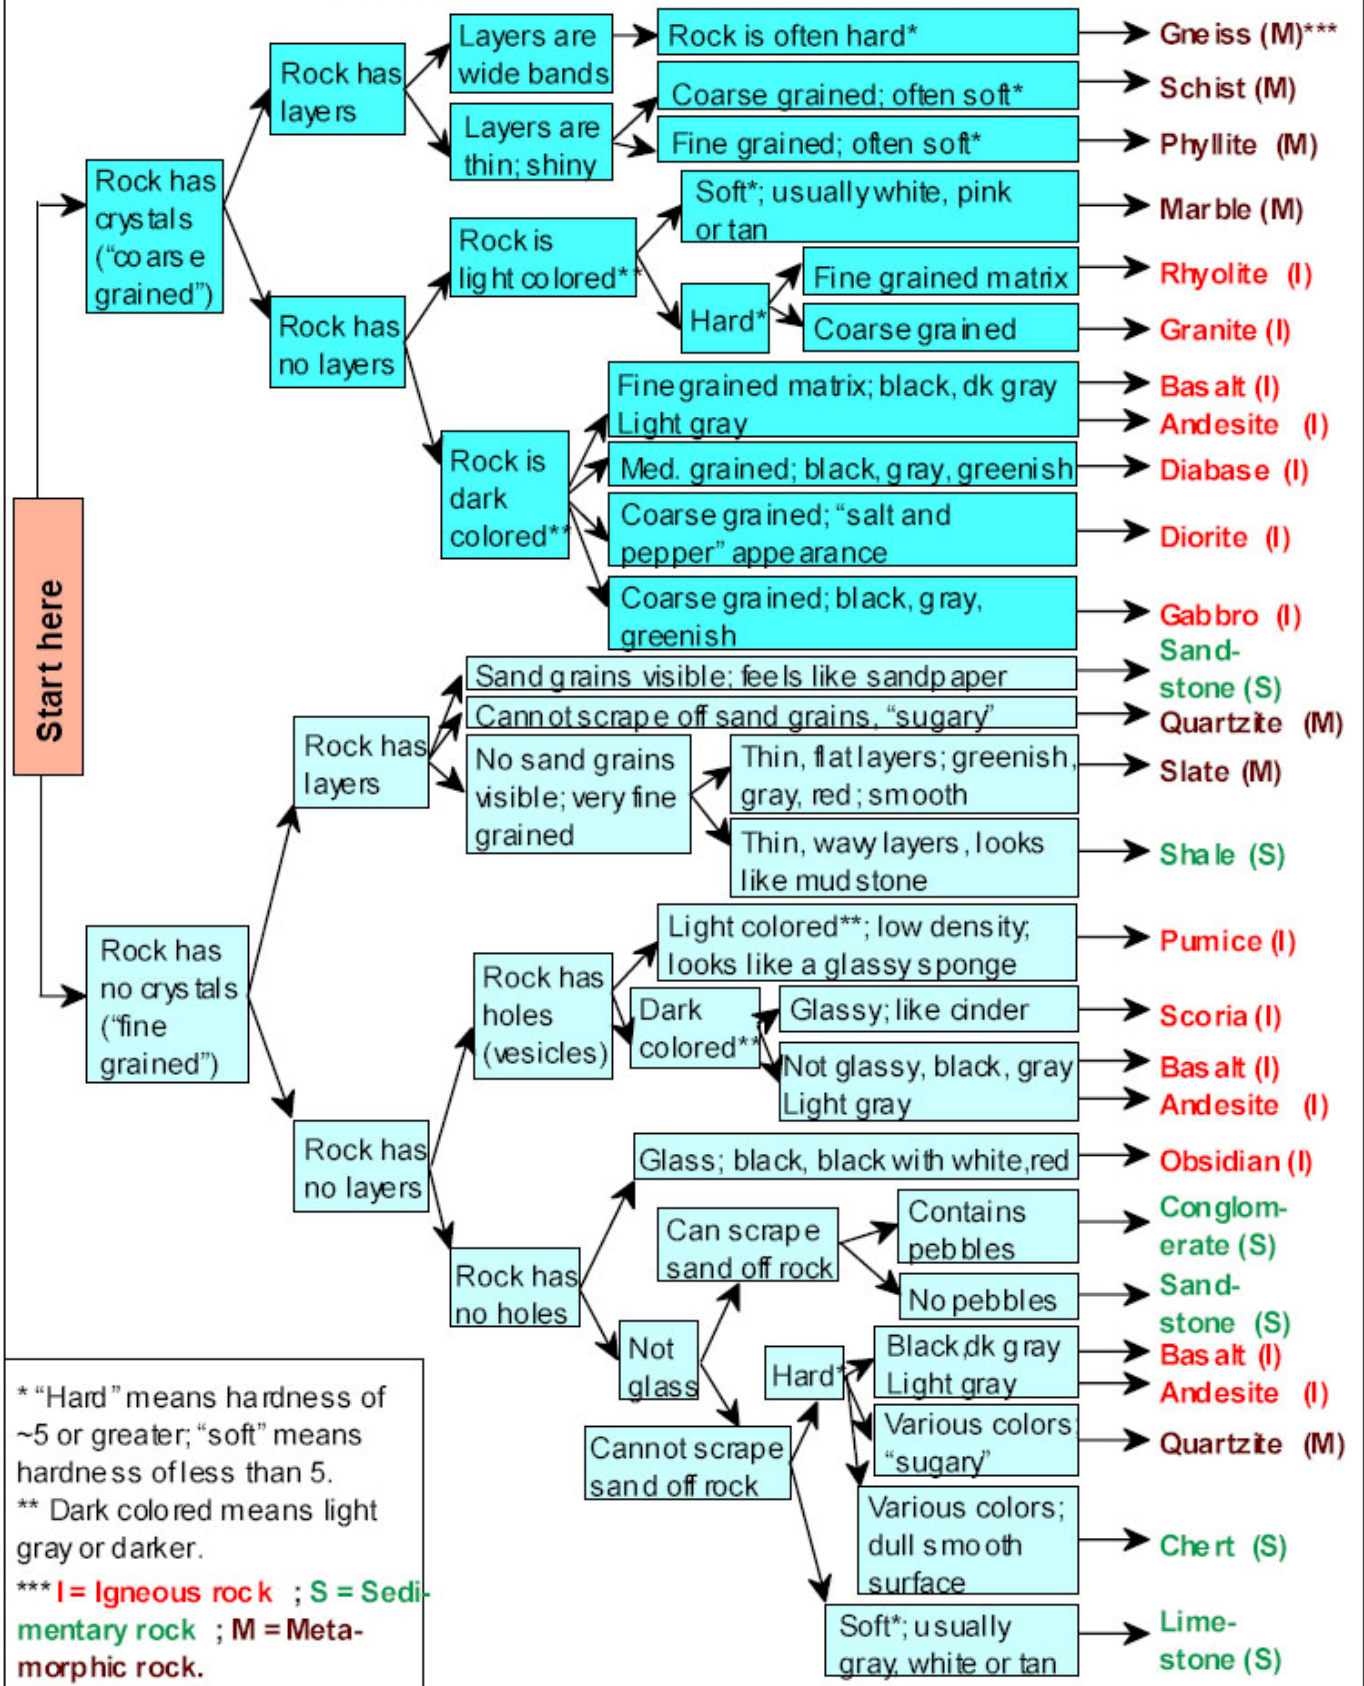 Layers are
wide bands
Rock is often hard*
Gneiss (M)***
Rock has
layers
Coarse grained; often soft*
Schist (M)
Layers are
thin; shiny
Fine grained; often soft*
Phyllite (M)
Rock has
crystals
("coarse
grained")
Soft*; usually white, pink
or tan
Marble (M)
Rock is
light colored**
Fine grained matrix
Rhyolite (I)
Hard*
Coarse grained
Granite (I)
Rock has
no layers
Fine grained matrix; black, dk gray
Basalt (I)
Light gray
Andesite (I)
Rock is
dark
colored**
Med. grained; black, gray, greenish
Diabase (I)
Coarse grained; "salt and
pepper" appearance
Diorite (I)
Coarse grained; black, gray,
greenish
Gabbro (I)
Start here
Sand grains visible; feels like sandpaper
Sand-
stone (S)
Rock has
layers
Cannot scrape off sand grains, "sugary"
Quartzite (M)
No sand grains
visible; very fine
grained
Thin, flat layers; greenish,
gray, red; smooth
Slate (M)
Thin, wavy layers, looks
like mudstone
Shale (S)
Rock has
no crystals
("fine
grained")
Rock has
holes
(vesicles)
Light colored**; low density;
looks like a glassy sponge
Pumice (I)
Dark
colored**
Glassy; like cinder
Scoria (I)
Not glassy, black, gray
Basalt (I)
Light gray
Andesite (I)
Rock has
no layers
Glass; black, black with white,red
Obsidian (I)
Rock has
no holes
Can scrape
sand off rock
Contains
pebbles
Conglom-
erate (S)
No pebbles
Sand-
stone (S)
Not
glass
Hard*
Black,dk gray
Basalt (I)
Light gray
Andesite (I)
Cannot scrape
sand off rock
Various colors;
"sugary"
Quartzite (M)
Various colors;
dull smooth
surface
Chert (S)
Soft*; usually
gray, white or tan
Lime-
stone (S)
* "Hard" means hardness of
~5 or greater; "soft" means
hardness of less than 5.
** Dark colored means light
gray or darker.
*** I = Igneous rock ; S = Sedi-
mentary rock ; M = Meta-
morphic rock.